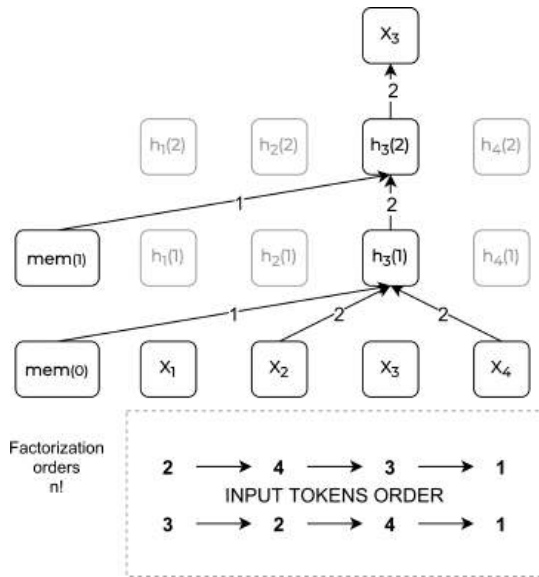 X3
2
h1(2) h2(2) h3(2) h4(2)
1 2
mem(1) h1(1) h2(1) h3(1) h4(1)
1 2 2
mem(0) X1 X2 X3 X4
Factorization
orders
n!
2 4 3 1
INPUT TOKENS ORDER
3 2 4 1